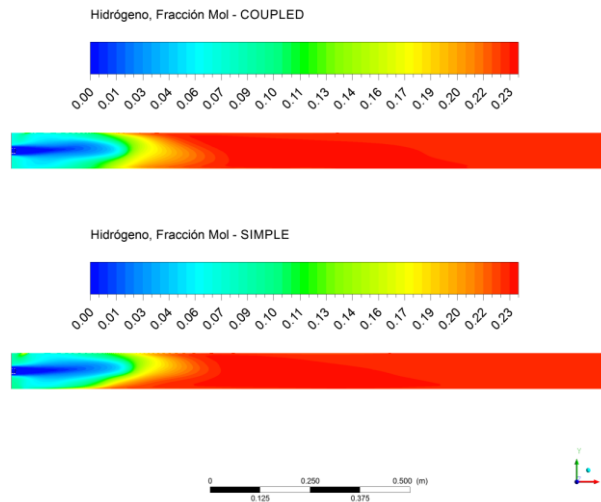 Hidrógeno, Fracción Mol - COUPLED
0.00 0.01 0.03 0.04 0.06 0.07 0.09 0.10 0.11 0.13 0.14 0.16 0.17 0.19 0.20 0.22 0.23
Hidrógeno, Fracción Mol - SIMPLE
0.00 0.01 0.03 0.04 0.06 0.07 0.09 0.10 0.11 0.13 0.14 0.16 0.17 0.19 0.20 0.22 0.23
0 0.250 0.500 (m)
0.125 0.375
Y